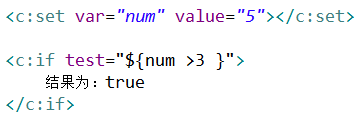 <c:set var="num" value="5"></c:set>
<c:if test="${num >3 }">
结果为：true
</c:if>